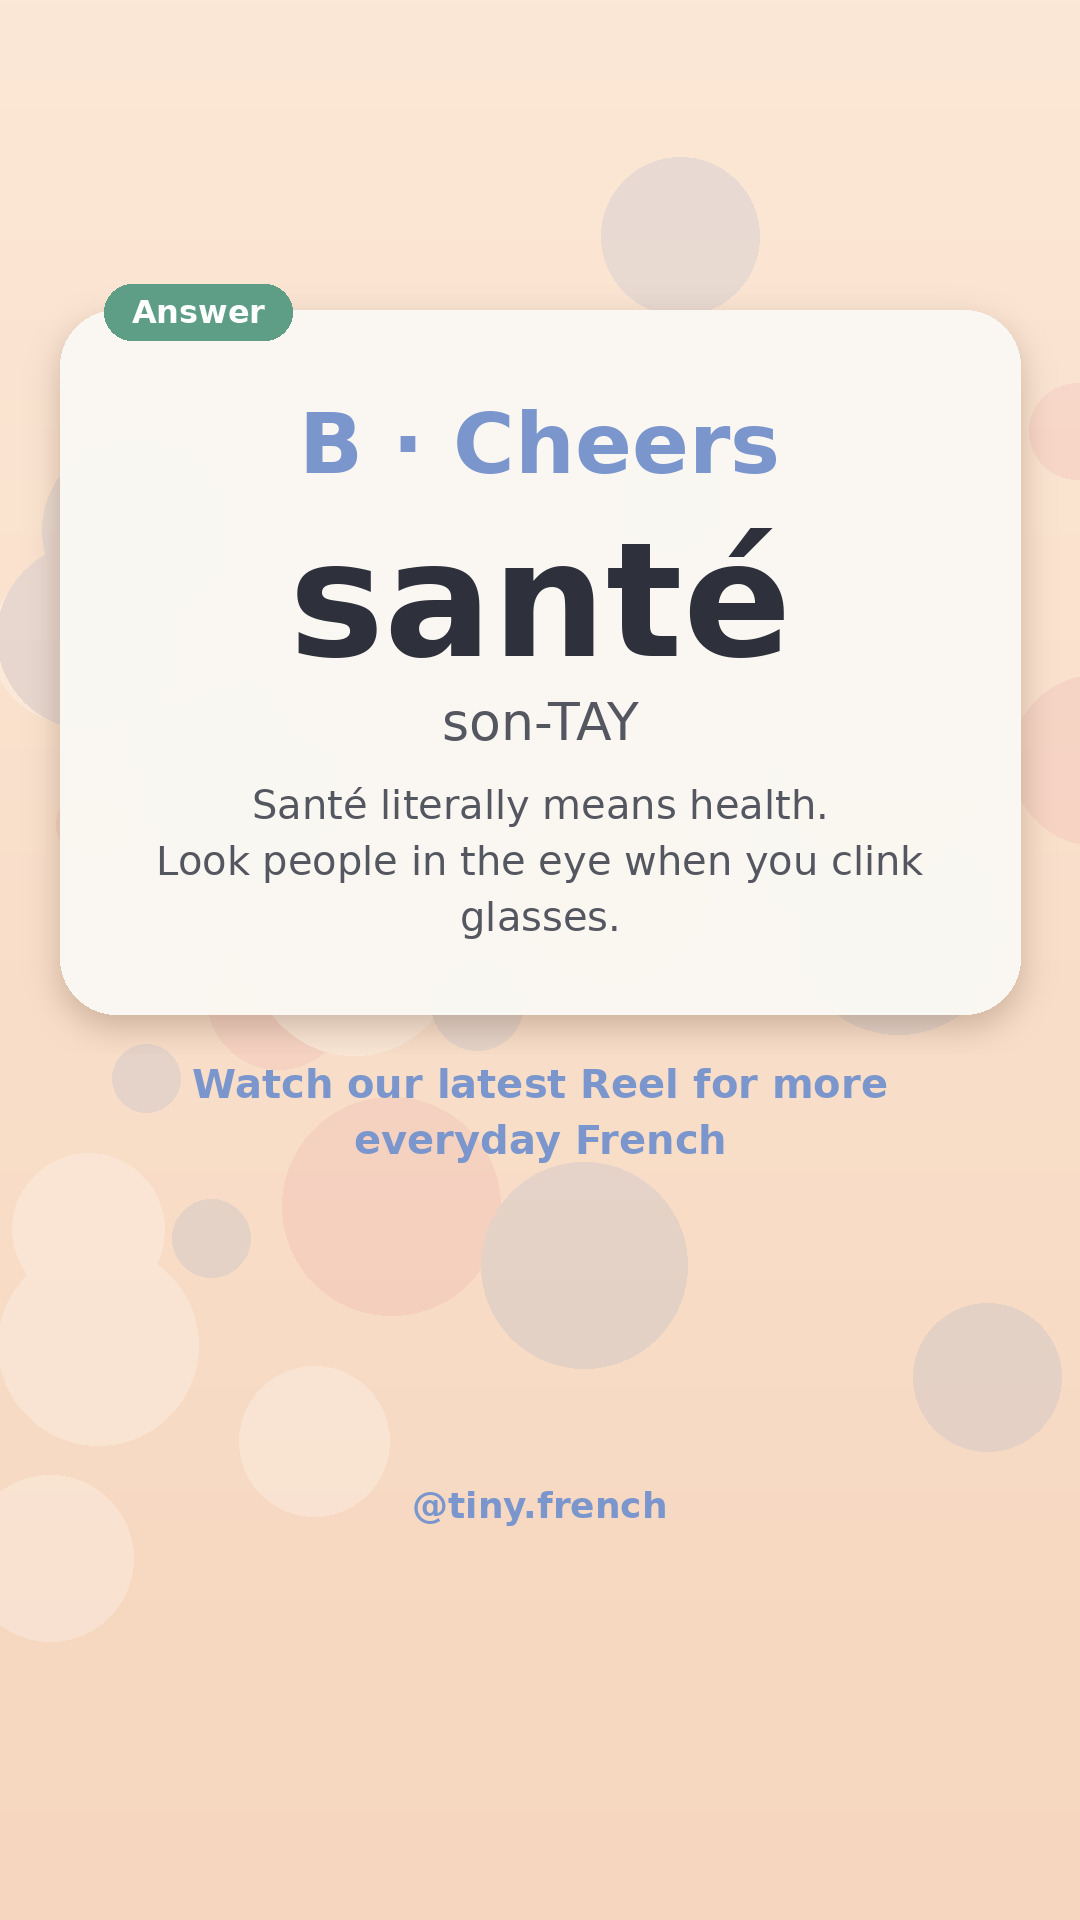 Answer
B · Cheers
santé
son-TAY
Santé literally means health.
Look people in the eye when you clink
glasses.
Watch our latest Reel for more
everyday French
@tiny.french